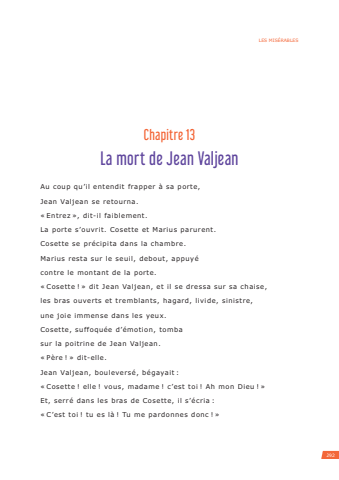 LES MISÉRABLES
Chapitre 13
La mort de Jean Valjean
Au coup qu’il entendit frapper à sa porte,
Jean Valjean se retourna.
« Entrez », dit-il faiblement.
La porte s’ouvrit. Cosette et Marius parurent.
Cosette se précipita dans la chambre.
Marius resta sur le seuil, debout, appuyé
contre le montant de la porte.
« Cosette ! » dit Jean Valjean, et il se dressa sur sa chaise,
les bras ouverts et tremblants, hagard, livide, sinistre,
une joie immense dans les yeux.
Cosette, suffoquée d’émotion, tomba
sur la poitrine de Jean Valjean.
« Père ! » dit-elle.
Jean Valjean, bouleversé, bégayait :
« Cosette ! elle ! vous, madame ! c’est toi ! Ah mon Dieu ! »
Et, serré dans les bras de Cosette, il s’écria :
« C’est toi ! tu es là ! Tu me pardonnes donc ! »